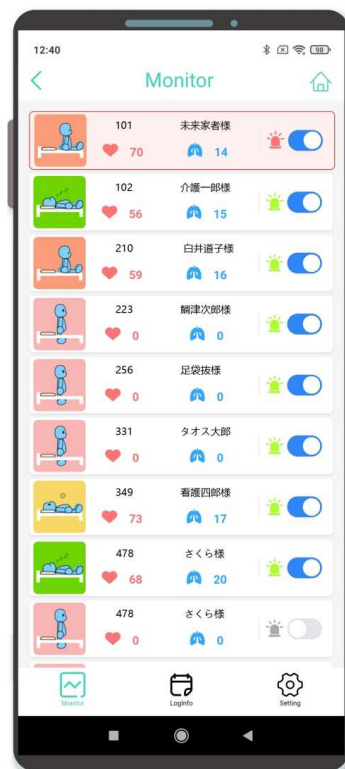 12:40
98
Monitor
101 未来家者様
70 14
102 介護一郎様
56 15
210 白井道子様
59 16
223 鯛津次郎様
0 0
256 足袋抜様
0 0
331 タオス大郎
0 0
349 看護四郎様
73 17
478 さくら様
68 20
478 さくら様
0 0
Monitor LogInfo Setting